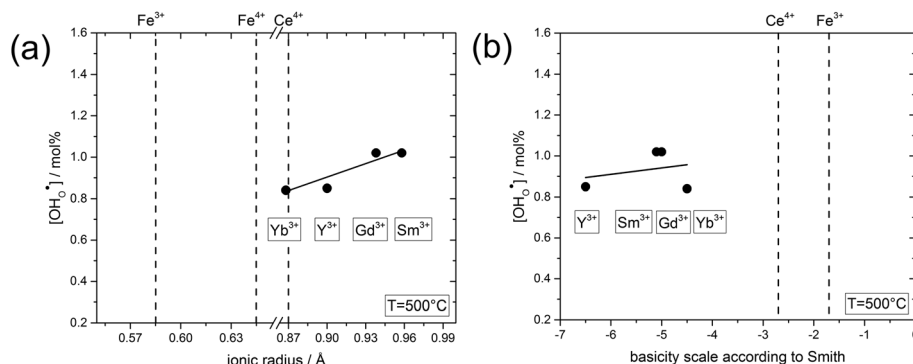 Fe³⁺ Fe⁴⁺ Ce⁴⁺
(a)
[OH_O^•] / mol%
1.6
1.4
1.2
1.0
0.8
0.6
0.4
0.2
Yb³⁺ Y³⁺ Gd³⁺ Sm³⁺
T=500°C
0.57 0.60 0.63 0.87 0.90 0.93 0.96 0.99
ionic radius / Å
Ce⁴⁺ Fe³⁺
(b)
[OH_O^•] / mol%
1.6
1.4
1.2
1.0
0.8
0.6
0.4
0.2
Y³⁺ Sm³⁺ Gd³⁺ Yb³⁺
T=500°C
-7 -6 -5 -4 -3 -2 -1 0
basicity scale according to Smith